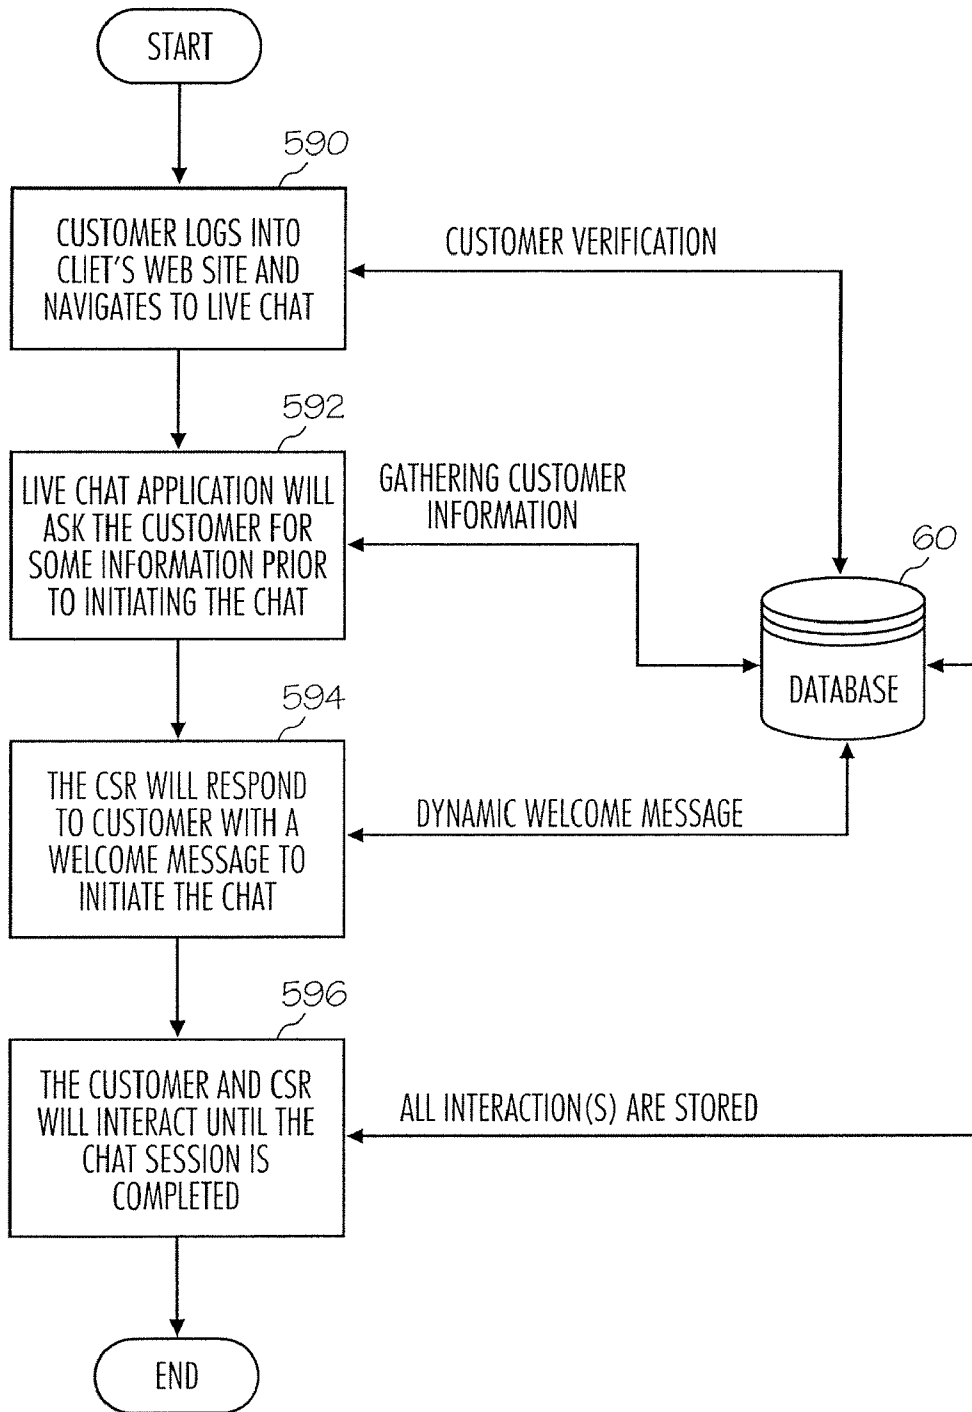 START
590
CUSTOMER LOGS INTO
CLIET'S WEB SITE AND
NAVIGATES TO LIVE CHAT
CUSTOMER VERIFICATION
592
LIVE CHAT APPLICATION WILL
ASK THE CUSTOMER FOR
SOME INFORMATION PRIOR
TO INITIATING THE CHAT
GATHERING CUSTOMER
INFORMATION
60
DATABASE
594
THE CSR WILL RESPOND
TO CUSTOMER WITH A
WELCOME MESSAGE TO
INITIATE THE CHAT
DYNAMIC WELCOME MESSAGE
596
THE CUSTOMER AND CSR
WILL INTERACT UNTIL THE
CHAT SESSION IS
COMPLETED
ALL INTERACTION(S) ARE STORED
END